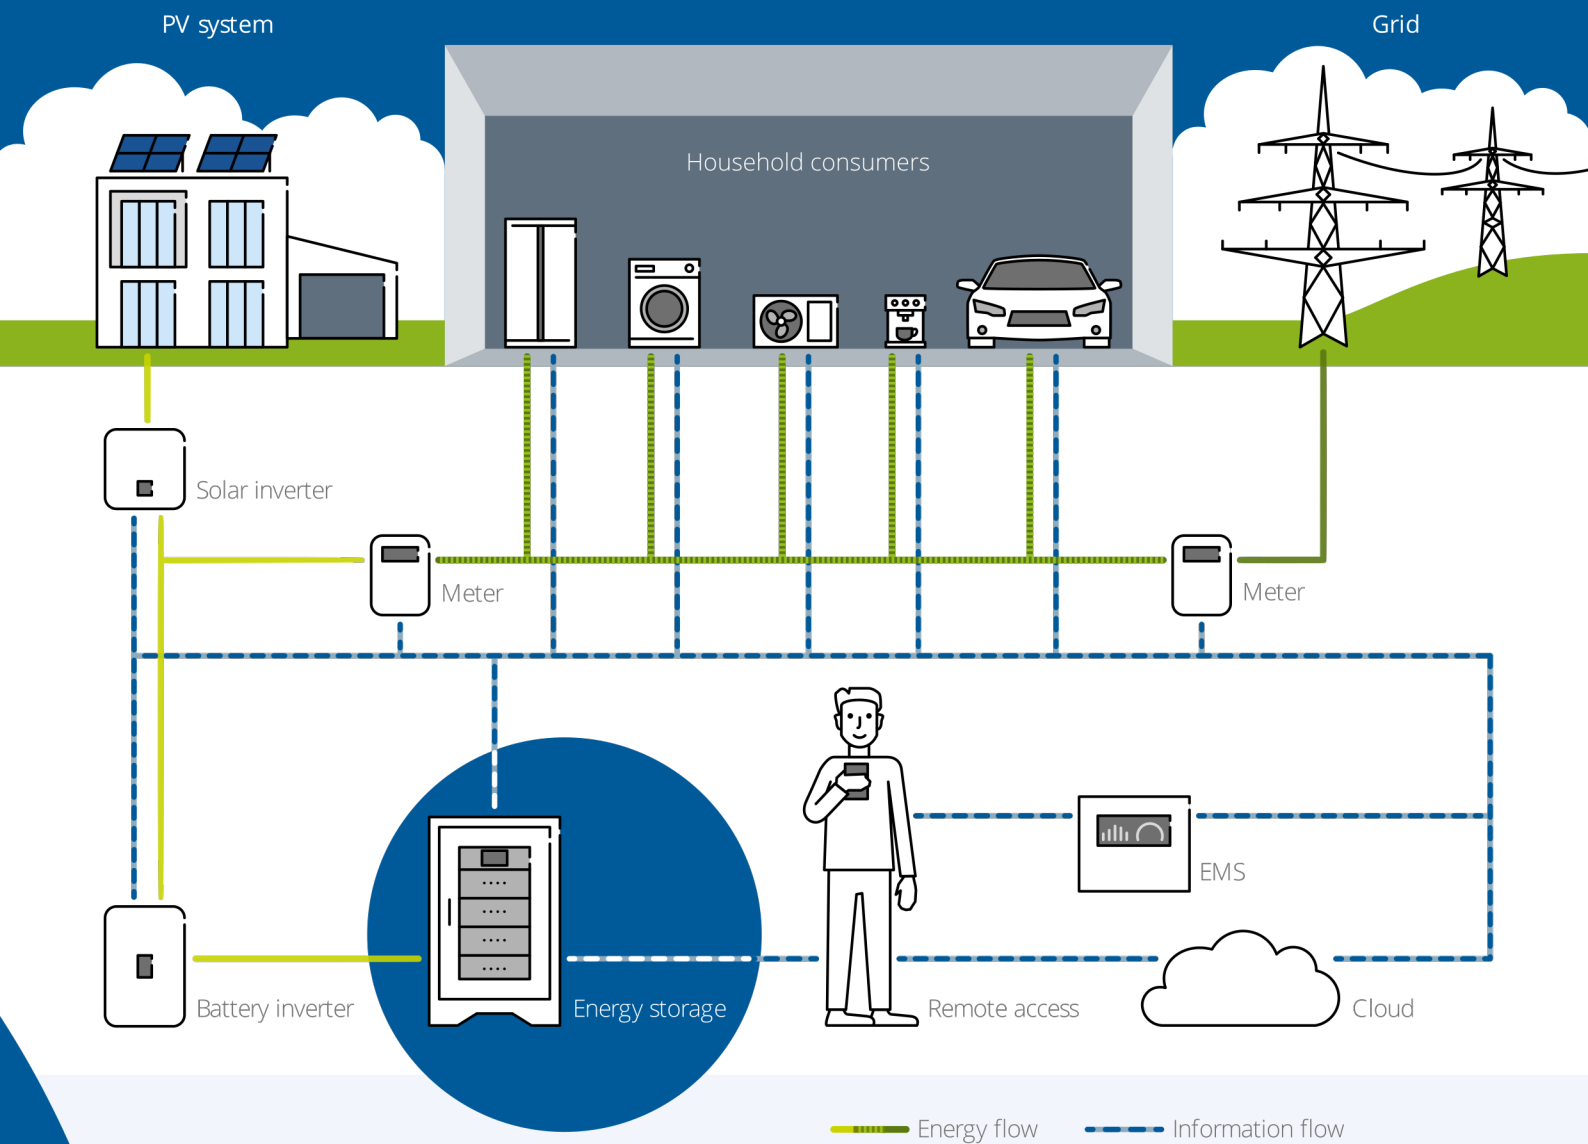 PV system
Grid
Household consumers
Solar inverter
Meter
Meter
EMS
Battery inverter
Energy storage
Remote access
Cloud
Energy flow
Information flow